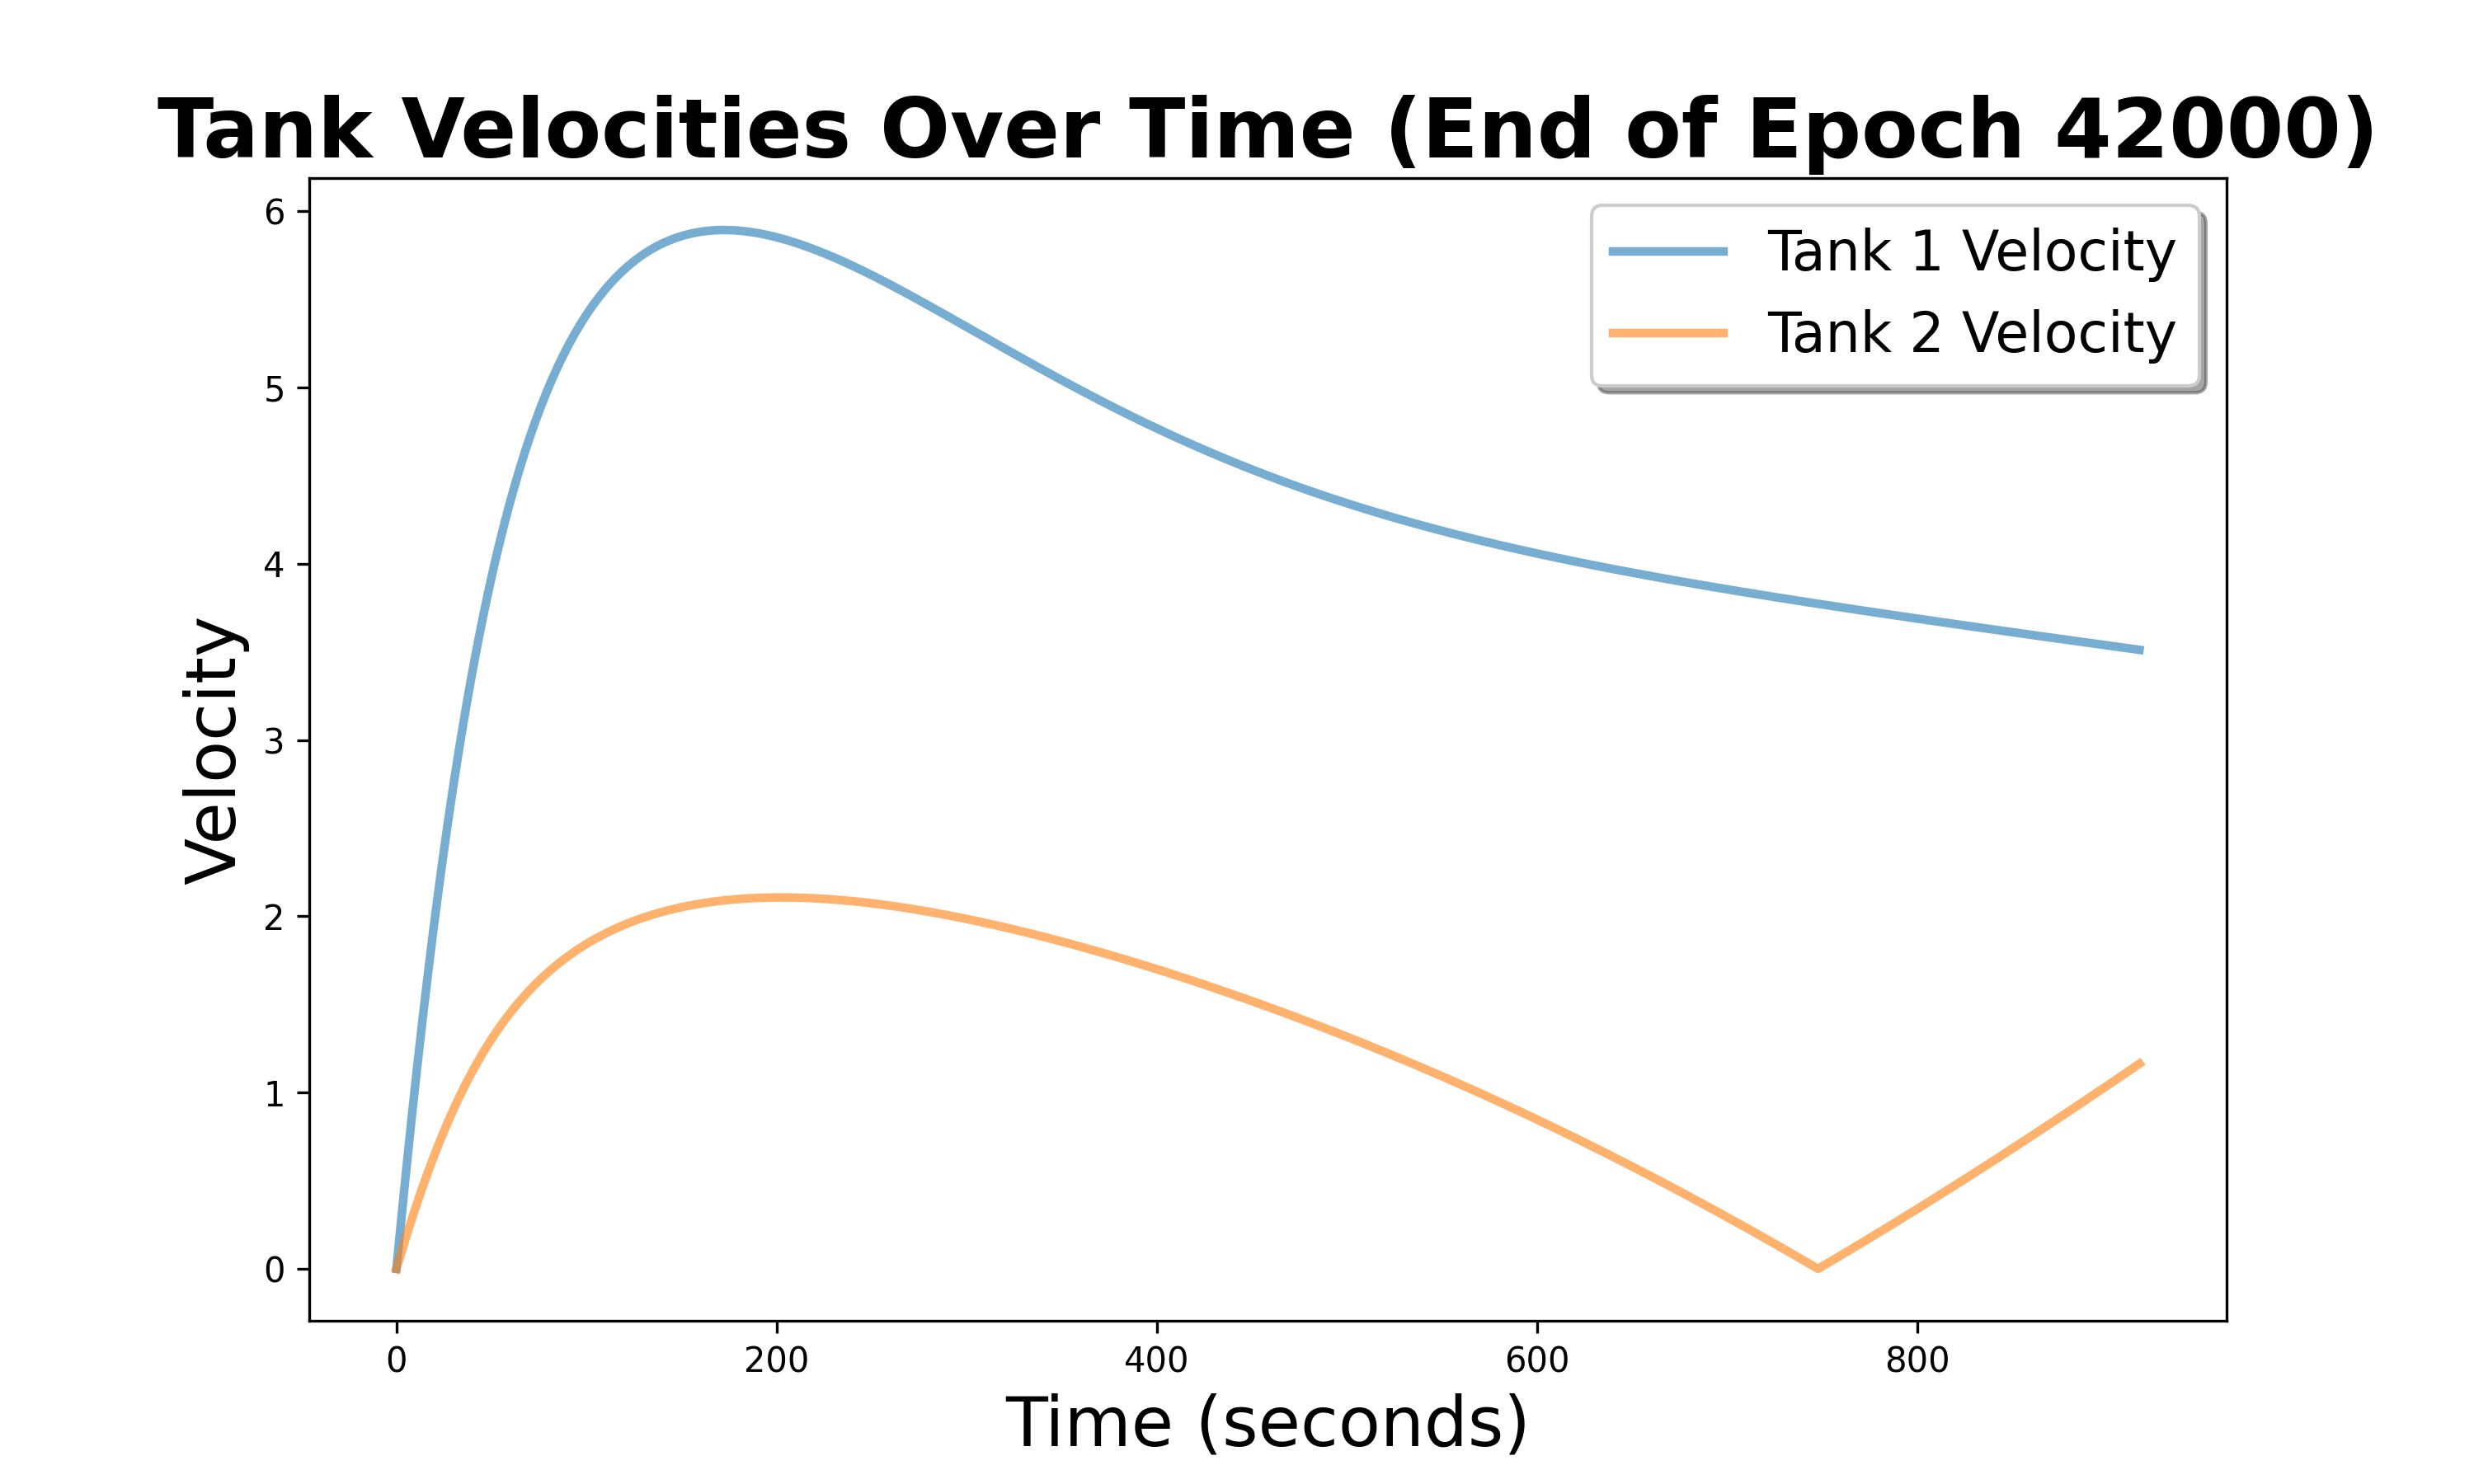 Tank Velocities Over Time (End of Epoch 42000)
Tank 1 Velocity
Tank 2 Velocity
Velocity
6
5
4
3
2
1
0
0 200 400 600 800
Time (seconds)